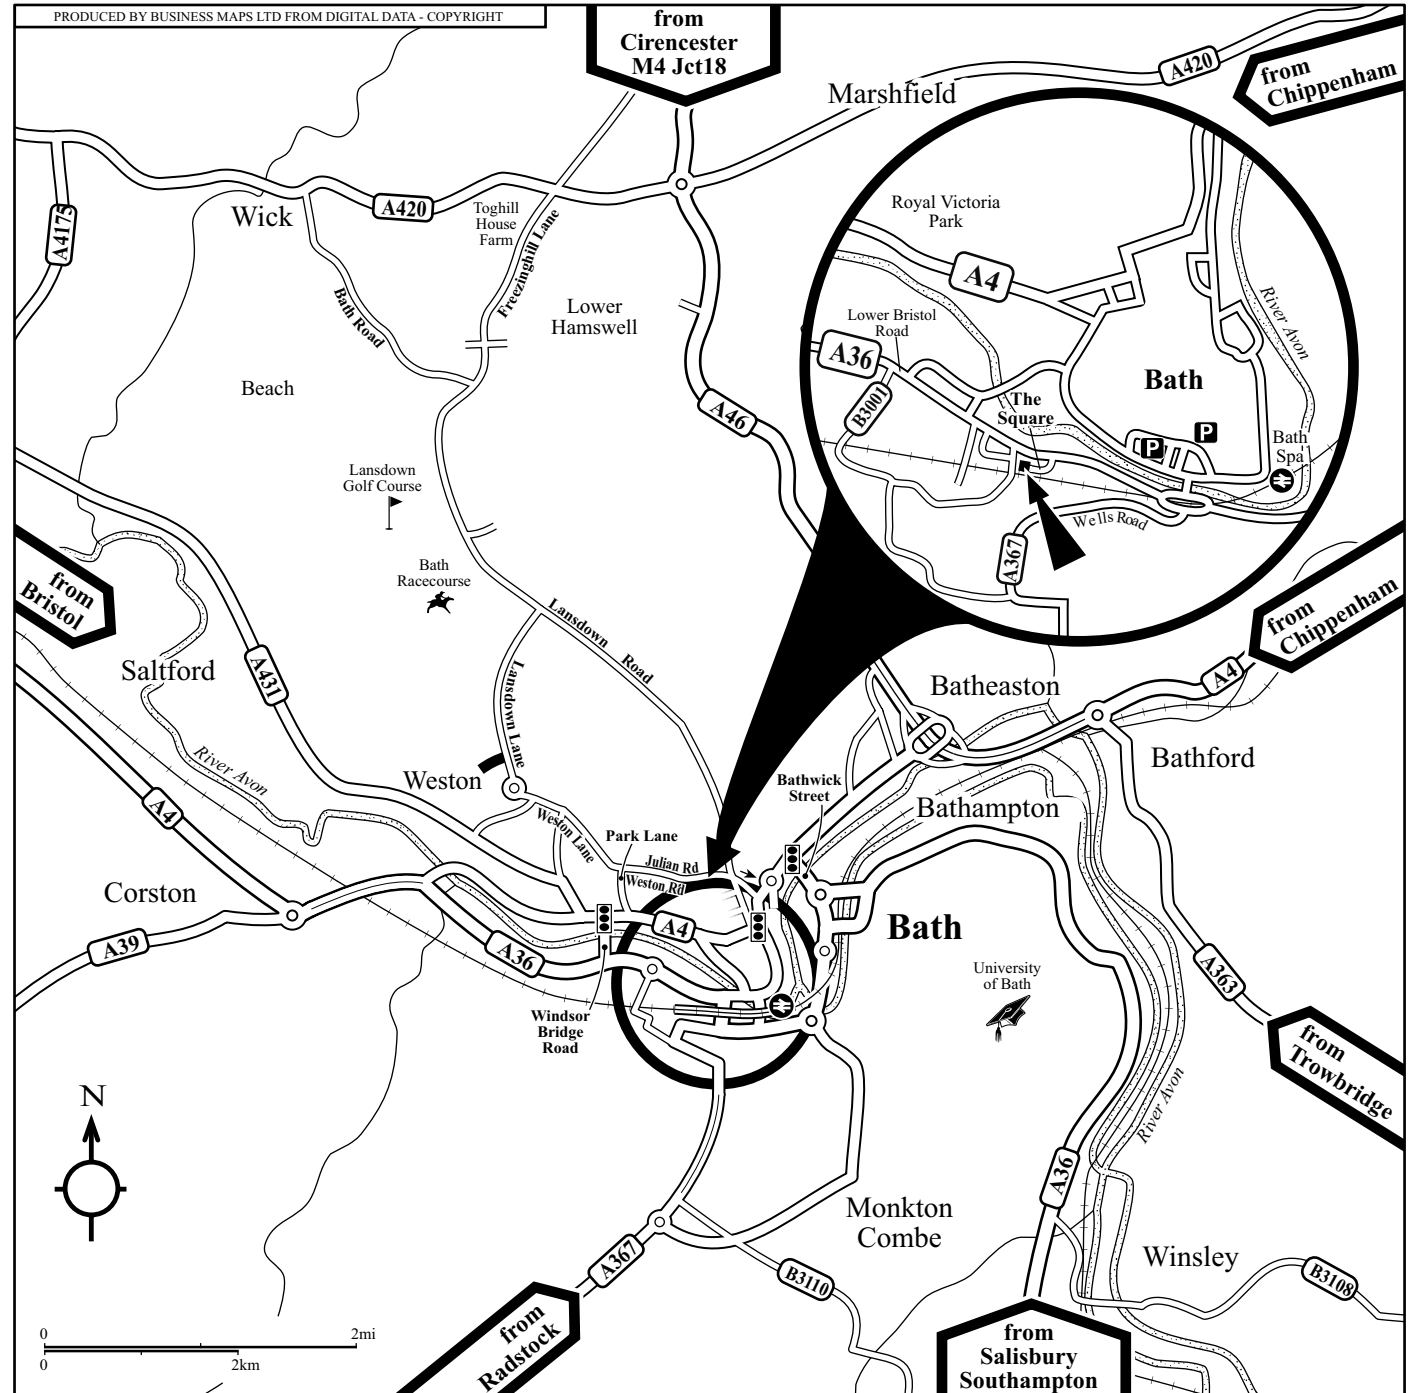 PRODUCED BY BUSINESS MAPS LTD FROM DIGITAL DATA - COPYRIGHT
from
Cirencester
M4 Jct18
A420
from
Chippenham
Marshfield
A4175
Wick
A420
Toghill
House
Farm
Freezinghill Lane
Bath Road
Lower
Hamswell
Beach
A46
Royal Victoria
Park
A4
River Avon
Lower Bristol
Road
A36
B3001
The
Square
Bath
P
P
Bath
Spa
Wells Road
A367
Lansdown
Golf Course
Bath
Racecourse
from
Bristol
Saltford
A431
Lansdown
Road
Lansdown Lane
from
Chippenham
A4
Batheaston
Bathford
River Avon
Weston
A4
Weston Lane
Park Lane
Julian Rd
Weston Rd
Bathwick
Street
Bathampton
Corston
A39
A36
A4
Bath
University
of Bath
A363
Windsor
Bridge
Road
from
Trowbridge
River Avon
N
A36
Monkton
Combe
Winsley
A367
B3110
B3108
from
Radstock
from
Salisbury
Southampton
0
2mi
0
2km